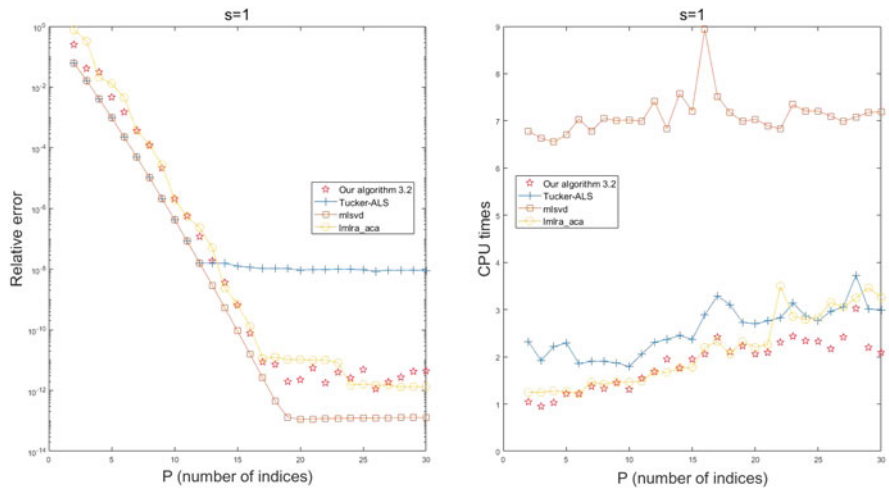 s=1
10^0
10^-2
10^-4
10^-6
10^-8
10^-10
10^-12
10^-14
Relative error
0 5 10 15 20 25 30
P (number of indices)
Our algorithm 3.2
Tucker-ALS
mlsvd
lmlra_aca
s=1
9
8
7
6
5
4
3
2
1
0
CPU times
0 5 10 15 20 25 30
P (number of indices)
Our algorithm 3.2
Tucker-ALS
mlsvd
lmlra_aca